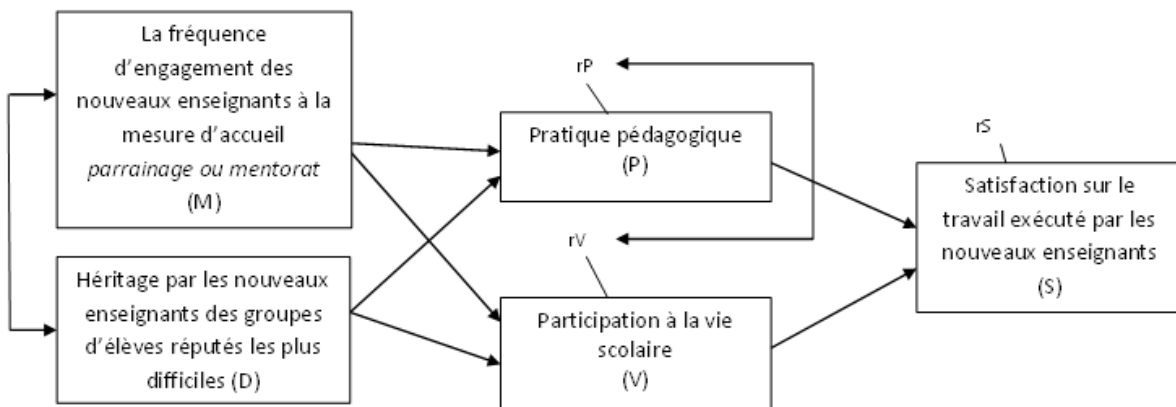 La fréquence
d'engagement des
nouveaux enseignants à la
mesure d'accueil
parrainage ou mentorat
(M)
Héritage par les nouveaux
enseignants des groupes
d'élèves réputés les plus
difficiles (D)
rP
Pratique pédagogique
(P)
rV
Participation à la vie
scolaire
(V)
rS
Satisfaction sur le
travail exécuté par les
nouveaux enseignants
(S)